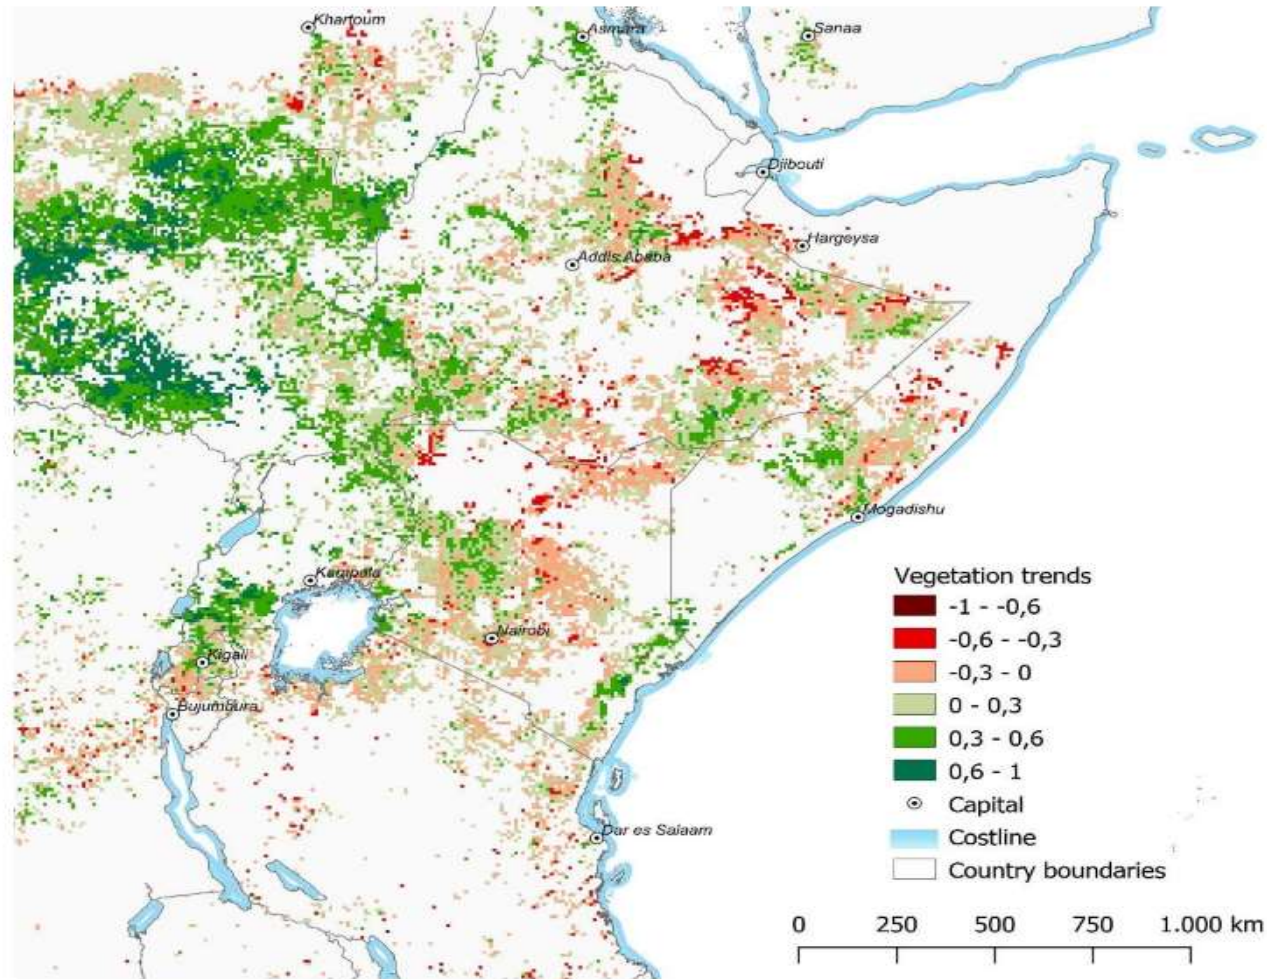 Khartoum
Asmara
Sanaa
Djibouti
Hargeysa
Addis Ababa
Mogadishu
Kampala
Nairobi
Kigali
Bujumbura
Dar es Salaam
Vegetation trends
-1 - -0,6
-0,6 - -0,3
-0,3 - 0
0 - 0,3
0,3 - 0,6
0,6 - 1
Capital
Costline
Country boundaries
0 250 500 750 1.000 km